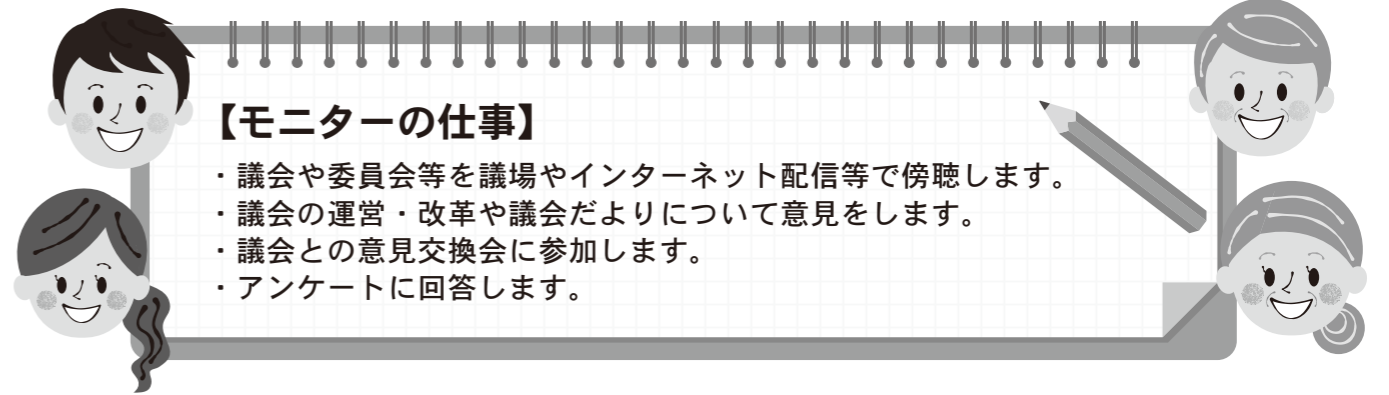 【モニターの仕事】
・議会や委員会等を議場やインターネット配信等で傍聴します。
・議会の運営・改革や議会だよりについて意見をします。
・議会との意見交換会に参加します。
・アンケートに回答します。